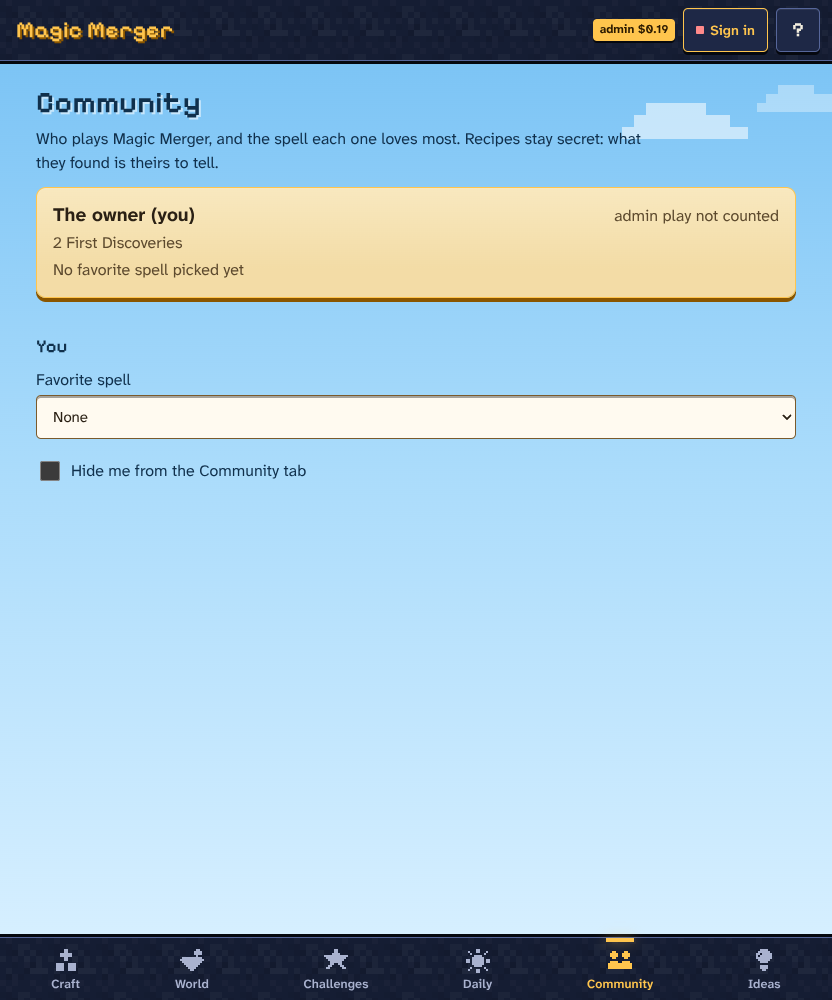 Magic Merger
admin $0.19
Sign in
?
Community
Who plays Magic Merger, and the spell each one loves most. Recipes stay secret: what
they found is theirs to tell.
The owner (you)
admin play not counted
2 First Discoveries
No favorite spell picked yet
You
Favorite spell
None
Hide me from the Community tab
Craft
World
Challenges
Daily
Community
Ideas